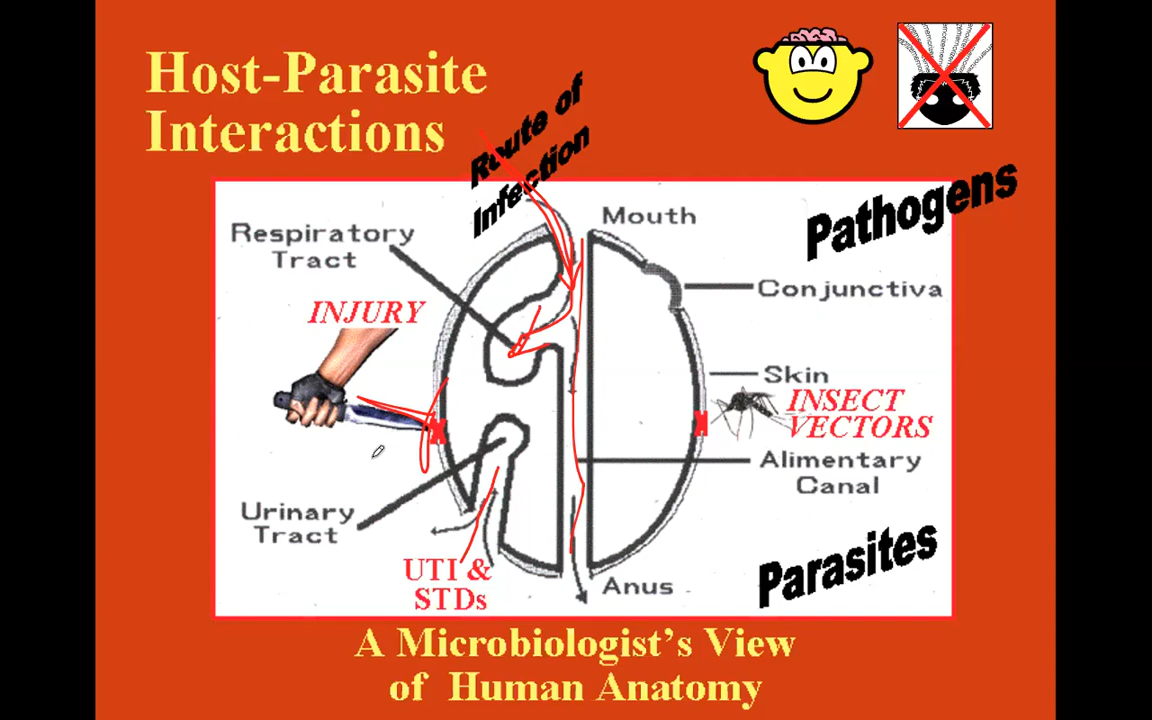 Host-Parasite
Interactions
Route of
Infection
Pathogens
Mouth
Respiratory
Tract
Conjunctiva
INJURY
Skin
INSECT
VECTORS
Alimentary
Canal
Urinary
Tract
UTI &
STDs
Anus
Parasites
A Microbiologist's View
of Human Anatomy